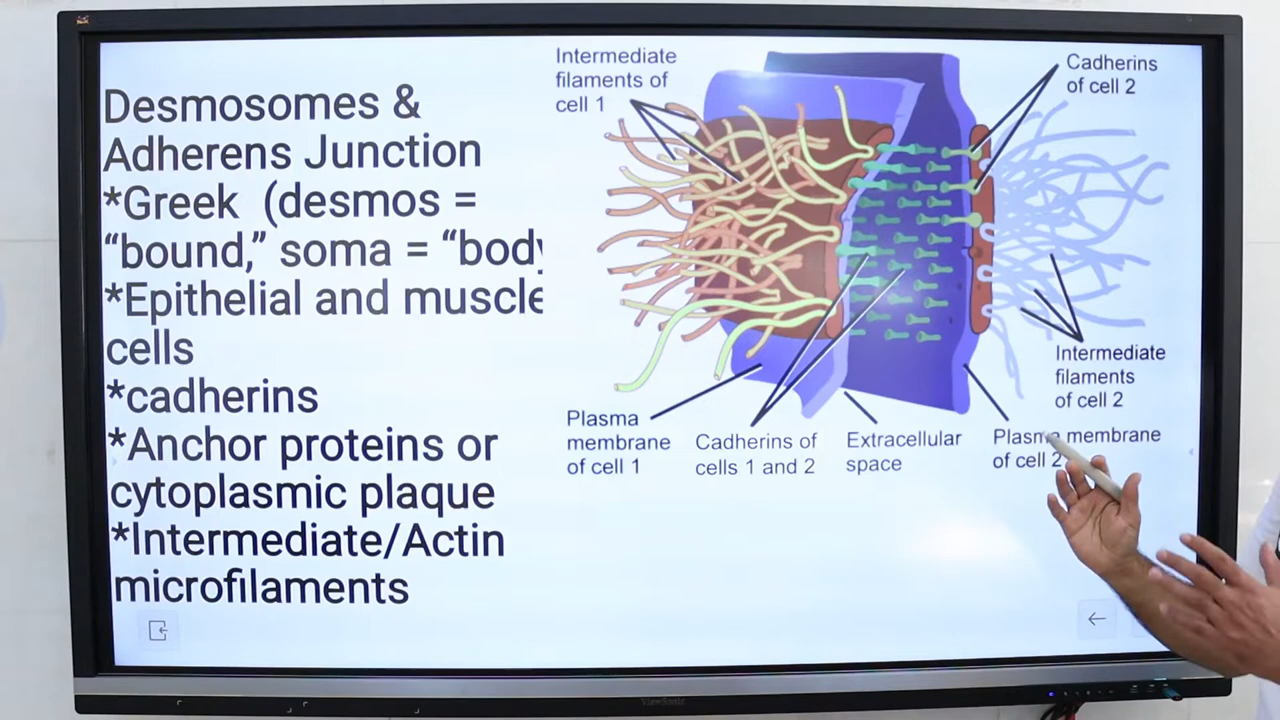 Desmosomes &
Adherens Junction
*Greek (desmos =
“bound,” soma = “body
*Epithelial and muscle
cells
*cadherins
*Anchor proteins or
cytoplasmic plaque
*Intermediate/Actin
microfilaments
Intermediate
filaments of
cell 1
Cadherins
of cell 2
Intermediate
filaments
of cell 2
Plasma
membrane
of cell 1
Cadherins of
cells 1 and 2
Extracellular
space
Plasma membrane
of cell 2
ViewSonic